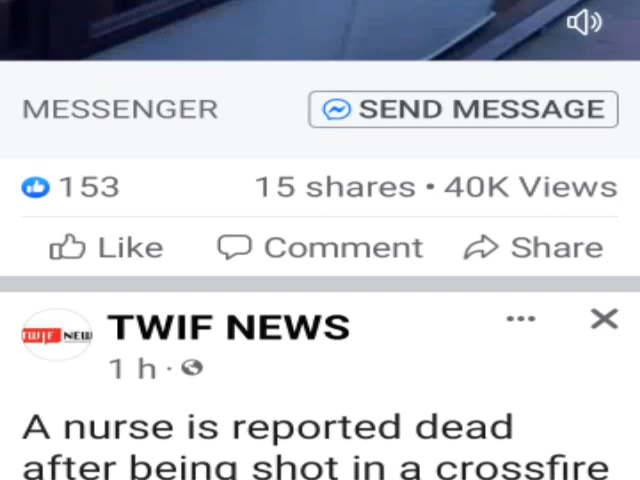 MESSENGER SEND MESSAGE
153 15 shares • 40K Views
Like Comment Share
TWIF NEWS
TWIF NEW
1 h ·
A nurse is reported dead
after being shot in a crossfire